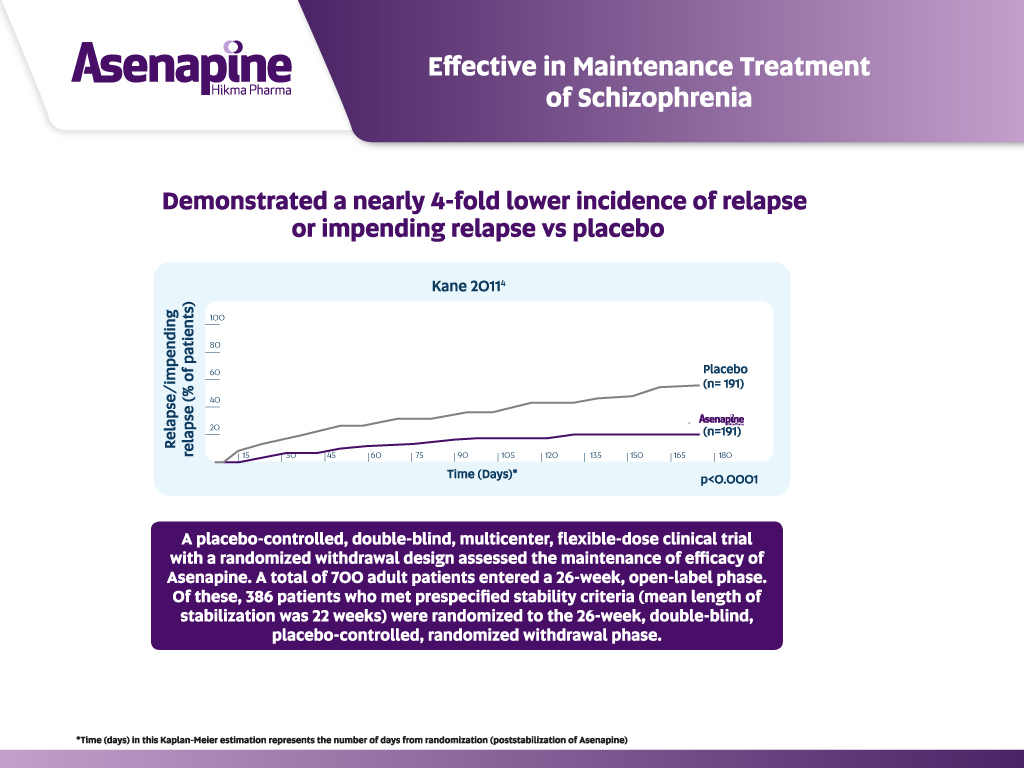 Asenapine
Hikma Pharma
Effective in Maintenance Treatment
of Schizophrenia
Demonstrated a nearly 4-fold lower incidence of relapse
or impending relapse vs placebo
Kane 2011⁴
Relapse/impending
relapse (% of patients)
100
80
60
40
20
Placebo
(n= 191)
Asenapine
(n=191)
15 30 45 60 75 90 105 120 135 150 165 180
Time (Days)*
p<0.0001
A placebo-controlled, double-blind, multicenter, flexible-dose clinical trial
with a randomized withdrawal design assessed the maintenance of efficacy of
Asenapine. A total of 700 adult patients entered a 26-week, open-label phase.
Of these, 386 patients who met prespecified stability criteria (mean length of
stabilization was 22 weeks) were randomized to the 26-week, double-blind,
placebo-controlled, randomized withdrawal phase.
*Time (days) in this Kaplan-Meier estimation represents the number of days from randomization (poststabilization of Asenapine)